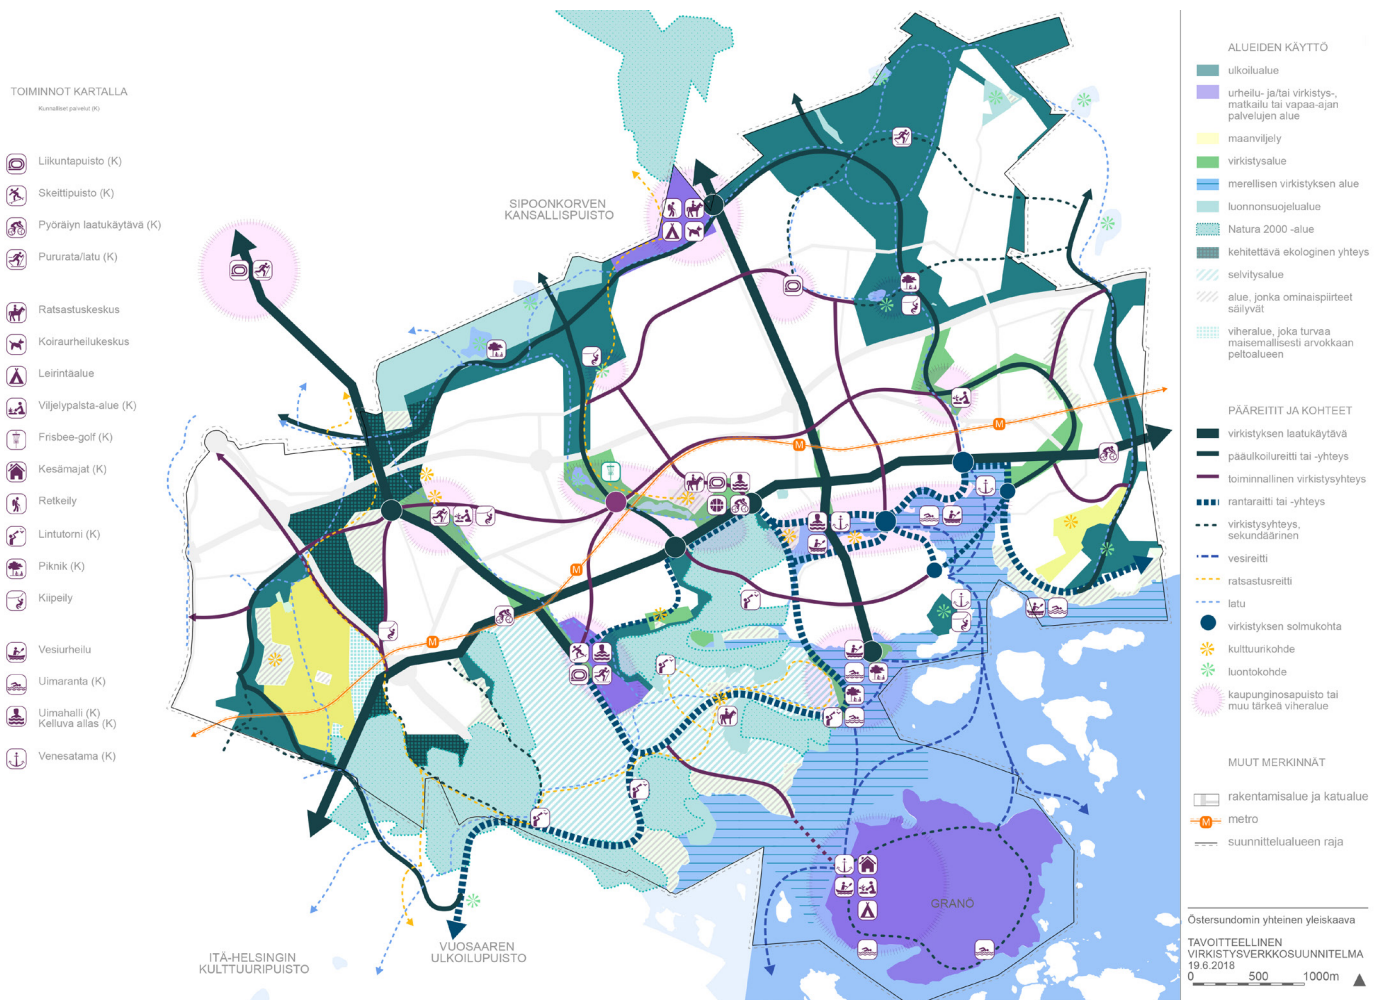 TOIMINNOT KARTALLA
Kunnalliset palvelut (K)
Liikuntapuisto (K)
Skeittipuisto (K)
Pyöräiyn laatukäytävä (K)
Pururata/latu (K)
Ratsastuskeskus
Koiraurheilukeskus
Leirintäalue
Viljelypalsta-alue (K)
Frisbee-golf (K)
Kesämajat (K)
Retkeily
Lintutorni (K)
Piknik (K)
Kiipeily
Vesiurheilu
Uimaranta (K)
Uimahalli (K)
Kelluva allas (K)
Venesatama (K)
SIPOONKORVEN
KANSALLISPUISTO
M
M
M
M
GRANÖ
ITÄ-HELSINGIN
KULTTUURIPUISTO
VUOSAAREN
ULKOILUPUISTO
ALUEIDEN KÄYTTÖ
ulkoilualue
urheilu- ja/tai virkistys-,
matkailu tai vapaa-ajan
palvelujen alue
maanviljely
virkistysalue
merellisen virkistyksen alue
luonnonsuojelualue
Natura 2000 -alue
kehitettävä ekologinen yhteys
selvitysalue
alue, jonka ominaispiirteet
säilyvät
viheralue, joka turvaa
maisemallisesti arvokkaan
peltoalueen
PÄÄREITIT JA KOHTEET
virkistyksen laatukäytävä
pääulkoilureitti tai -yhteys
toiminnallinen virkistysyhteys
rantaraitti tai -yhteys
virkistysyhteys,
sekundäärinen
vesireitti
ratsastusreitti
latu
virkistyksen solmukohta
kulttuurikohde
luontokohde
kaupunginosapuisto tai
muu tärkeä viheralue
MUUT MERKINNÄT
rakentamisalue ja katualue
M metro
suunnittelualueen raja
Östersundomin yhteinen yleiskaava
TAVOITTEELLINEN
VIRKISTYSVERKKOSUUNNITELMA
19.6.2018
0 500 1000m